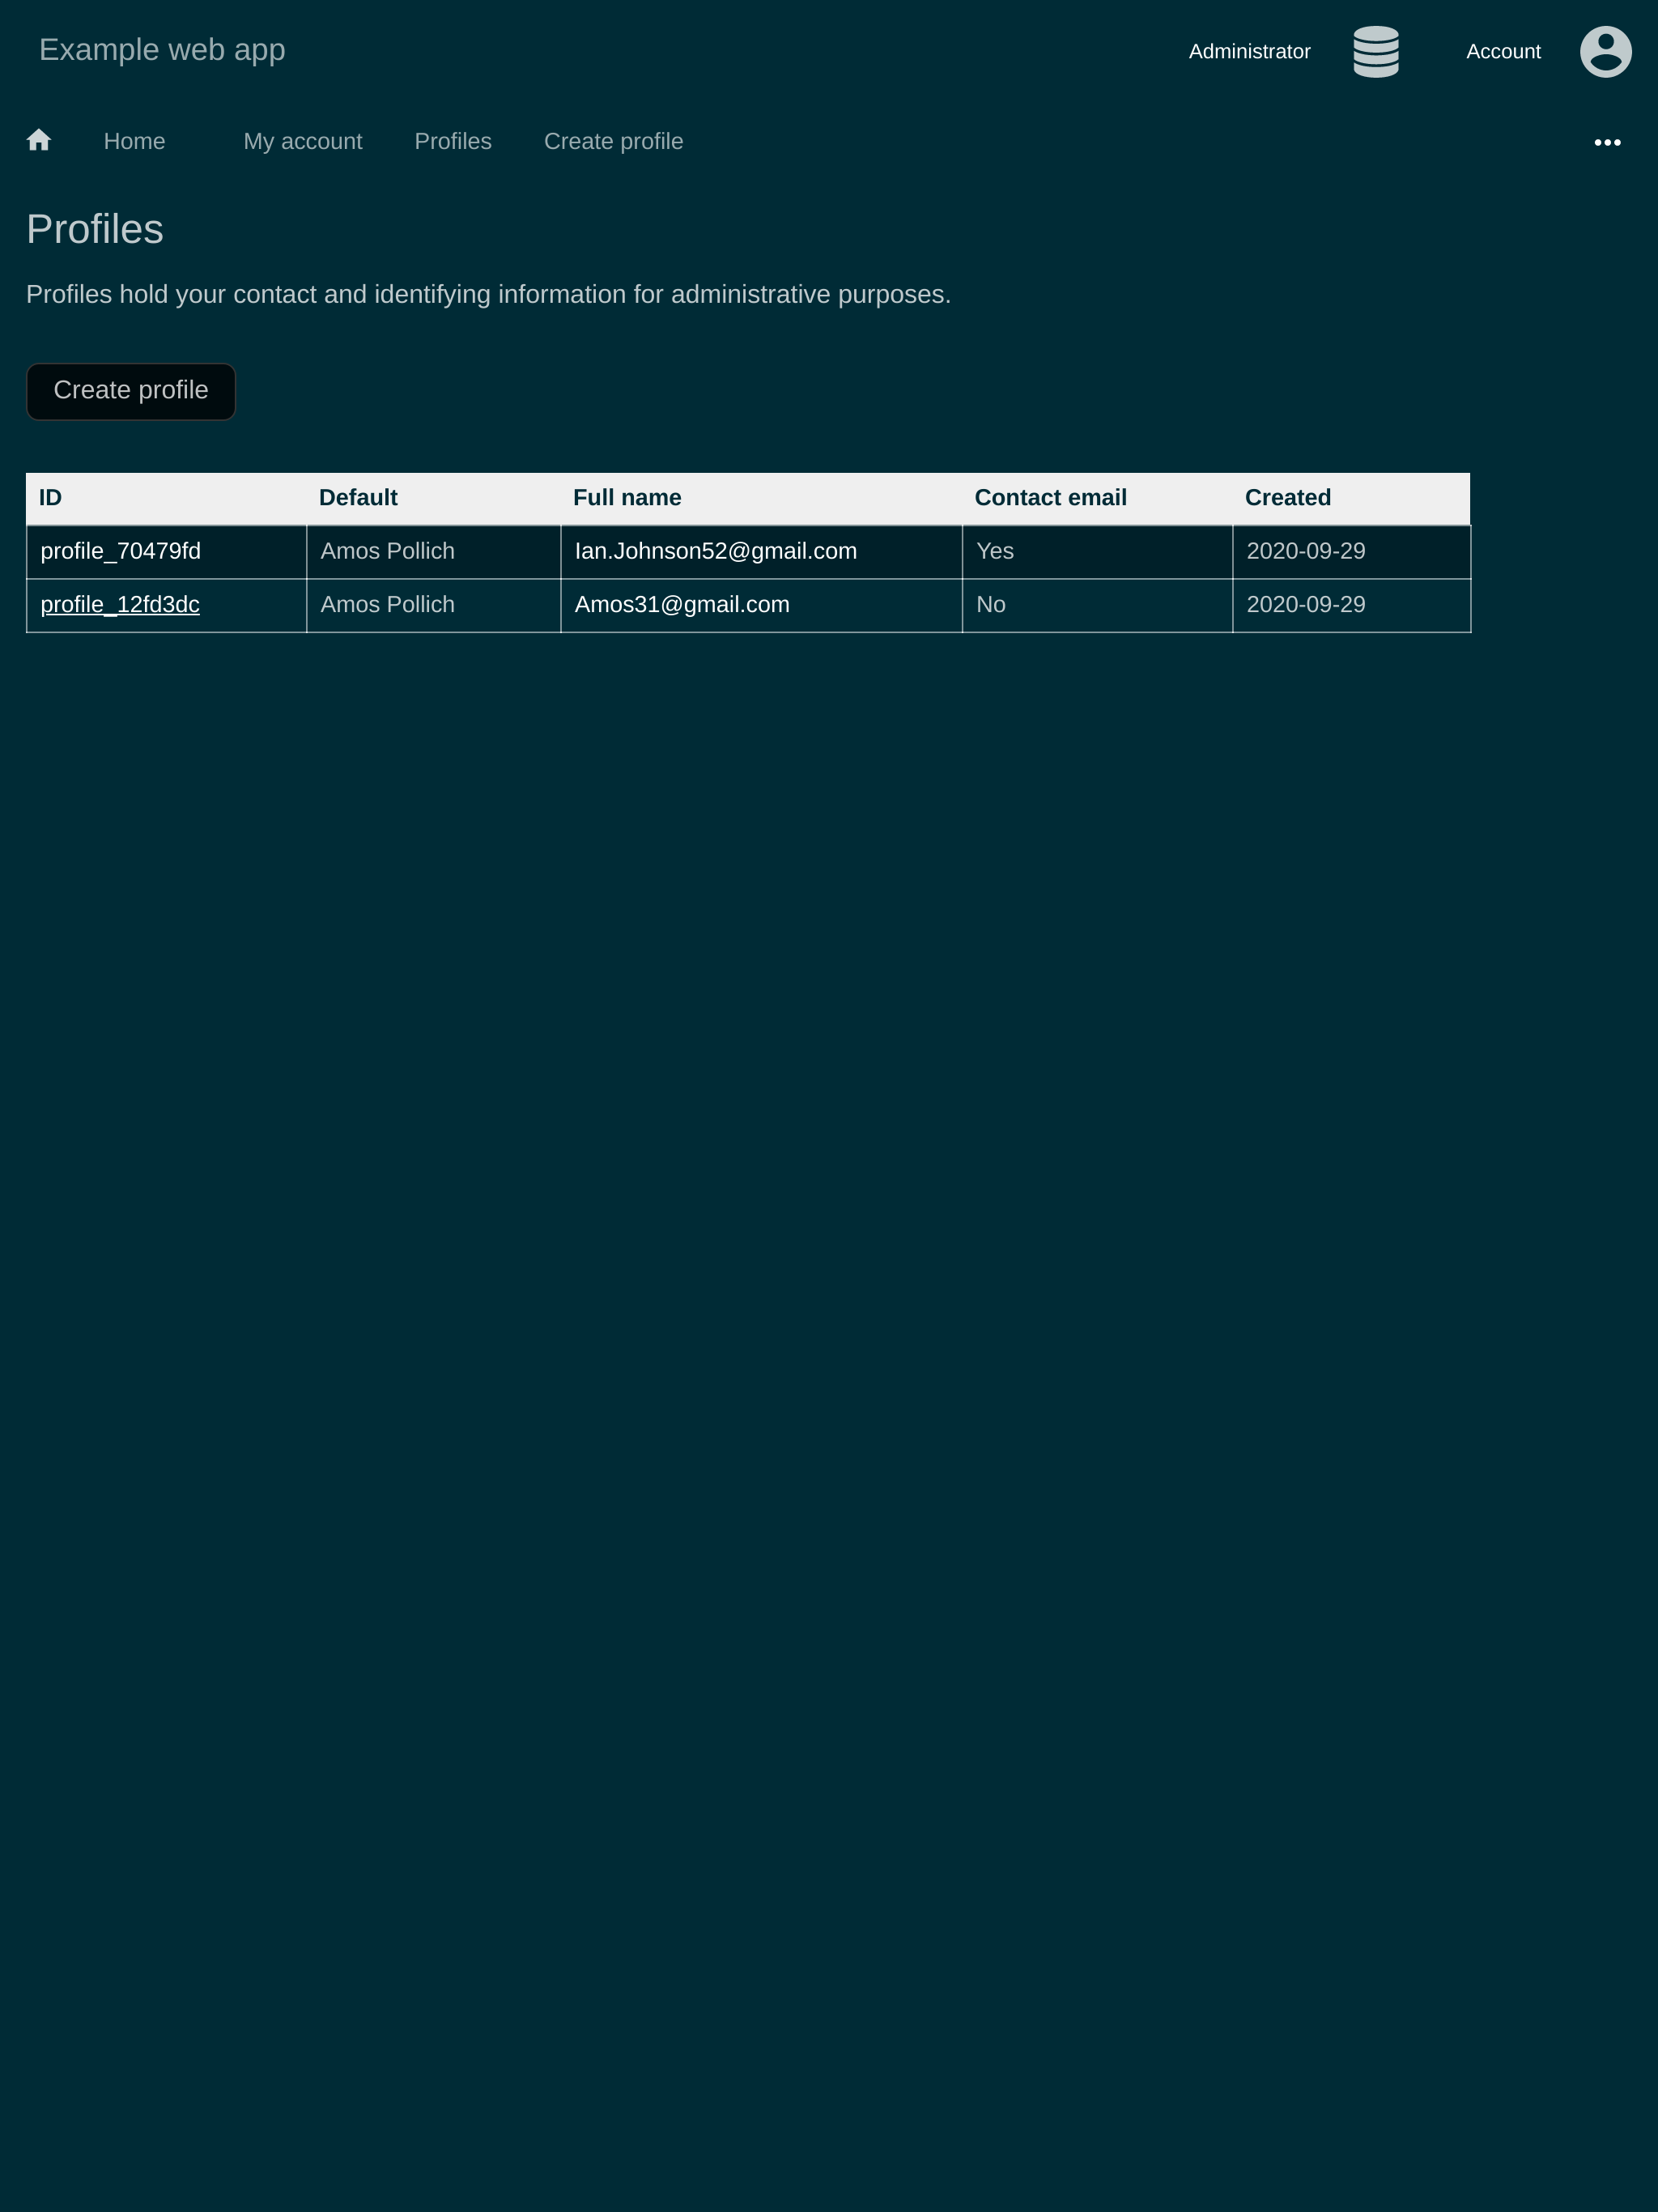 Example web app Administrator Account
Home My account Profiles Create profile
Profiles
Profiles hold your contact and identifying information for administrative purposes.
Create profile
ID Default Full name Contact email Created
profile_70479fd Amos Pollich Ian.Johnson52@gmail.com Yes 2020-09-29
profile_12fd3dc Amos Pollich Amos31@gmail.com No 2020-09-29